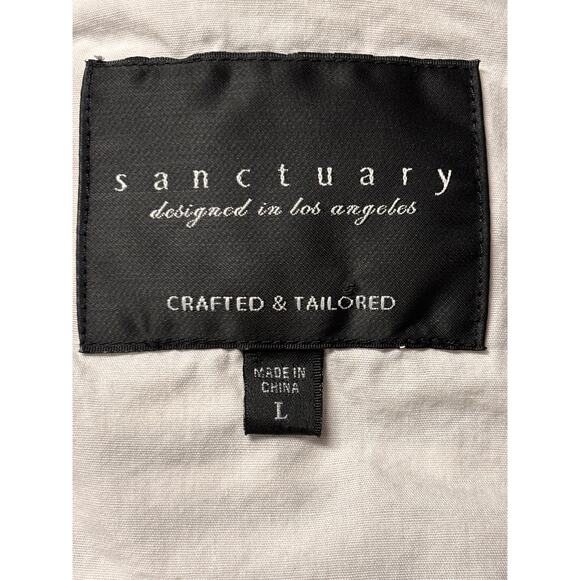 sanctuary
designed in los angeles
CRAFTED & TAILORED
MADE IN
CHINA
L